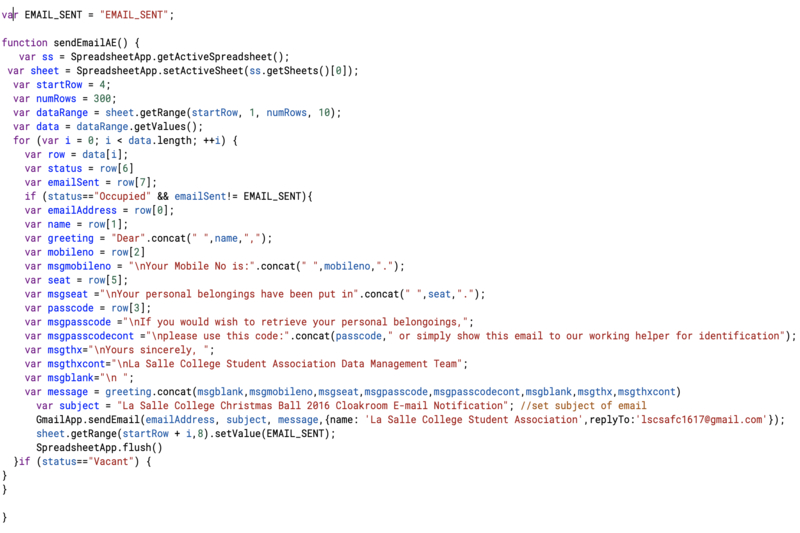 var EMAIL_SENT = "EMAIL_SENT";
function sendEmailAE() {
var ss = SpreadsheetApp.getActiveSpreadsheet();
var sheet = SpreadsheetApp.setActiveSheet(ss.getSheets()[0]);
var startRow = 4;
var numRows = 300;
var dataRange = sheet.getRange(startRow, 1, numRows, 10);
var data = dataRange.getValues();
for (var i = 0; i < data.length; ++i) {
var row = data[i];
var status = row[6]
var emailSent = row[7];
if (status=="Occupied" && emailSent!= EMAIL_SENT){
var emailAddress = row[0];
var name = row[1];
var greeting = "Dear".concat(" ",name,",");
var mobileno = row[2]
var msgmobileno = "\nYour Mobile No is:".concat(" ",mobileno,".");
var seat = row[5];
var msgseat ="\nYour personal belongings have been put in".concat(" ",seat,".");
var passcode = row[3];
var msgpasscode ="\nIf you would wish to retrieve your personal belongoings,";
var msgpasscodecont ="\nplease use this code:".concat(passcode," or simply show this email to our working helper for identification");
var msgthx="\nYours sincerely, ";
var msgthxcont="\nLa Salle College Student Association Data Management Team";
var msgblank="\n ";
var message = greeting.concat(msgblank,msgmobileno,msgseat,msgpasscode,msgpasscodecont,msgblank,msgthx,msgthxcont)
var subject = "La Salle College Christmas Ball 2016 Cloakroom E-mail Notification"; //set subject of email
GmailApp.sendEmail(emailAddress, subject, message,{name: 'La Salle College Student Association',replyTo:'lscsafc1617@gmail.com'});
sheet.getRange(startRow + i,8).setValue(EMAIL_SENT);
SpreadsheetApp.flush()
}if (status=="Vacant") {
}
}
}